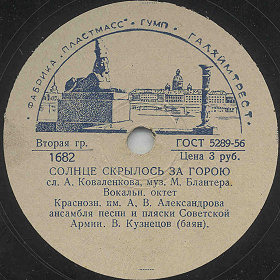 ФАБРИКА „ПЛАСТМАСС" ГУМП ГАЛХИМТРЕСТ
Вторая гр.
ГОСТ 5289-56
1682
Цена 3 руб.
СОЛНЦЕ СКРЫЛОСЬ ЗА ГОРОЮ
сл. А. Коваленкова, муз. М. Блантера.
Вокальн. октет
Краснозн. им. А. В. Александрова
ансамбля песни и пляски Советской
Армии. В. Кузнецов (баян).